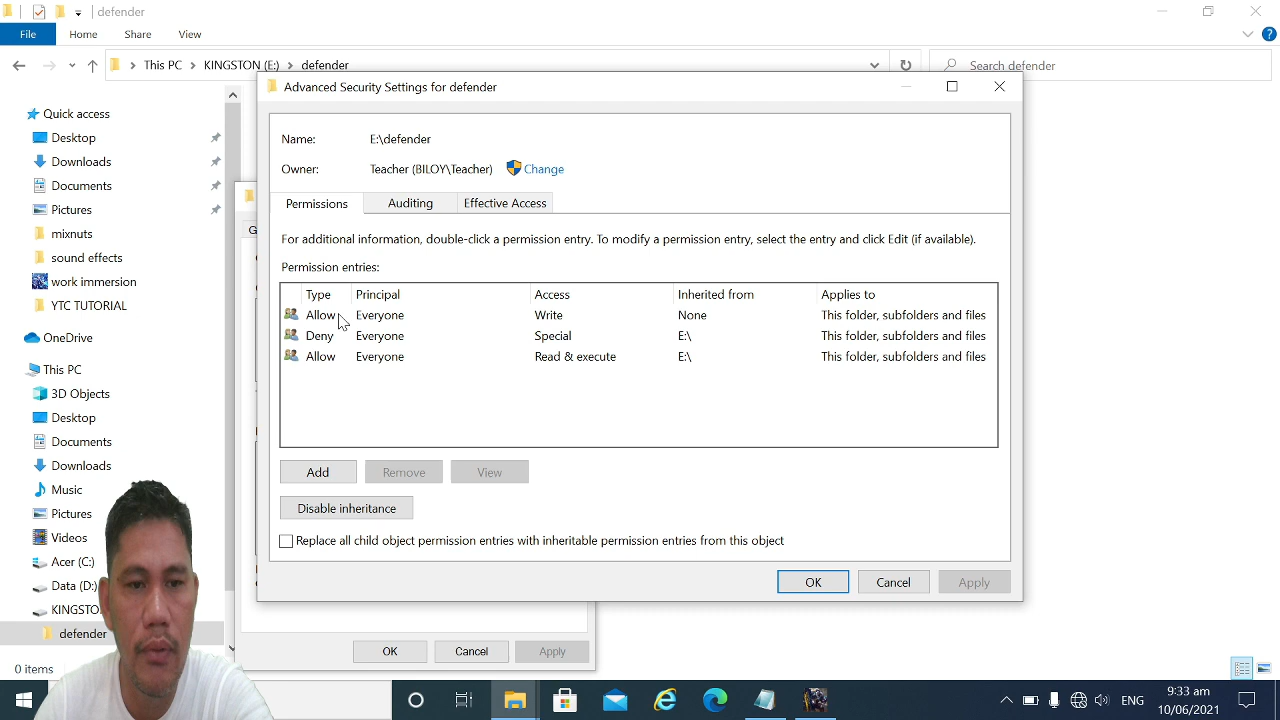 defender
File Home Share View
This PC KINGSTON (E:) defender Search defender
Advanced Security Settings for defender
Quick access
Desktop
Downloads
Documents
Pictures
mixnuts
sound effects
work immersion
YTC TUTORIAL
OneDrive
This PC
3D Objects
Desktop
Documents
Downloads
Music
Pictures
Videos
Acer (C:)
Data (D:)
KINGSTO
defender
0 items
Name: E:\defender
Owner: Teacher (BILOY\Teacher) Change
Permissions Auditing Effective Access
For additional information, double-click a permission entry. To modify a permission entry, select the entry and click Edit (if available).
Permission entries:
Type Principal Access Inherited from Applies to
Allow Everyone Write None This folder, subfolders and files
Deny Everyone Special E:\ This folder, subfolders and files
Allow Everyone Read & execute E:\ This folder, subfolders and files
Add Remove View
Disable inheritance
Replace all child object permission entries with inheritable permission entries from this object
OK Cancel Apply
OK Cancel Apply
ENG
9:33 am
10/06/2021